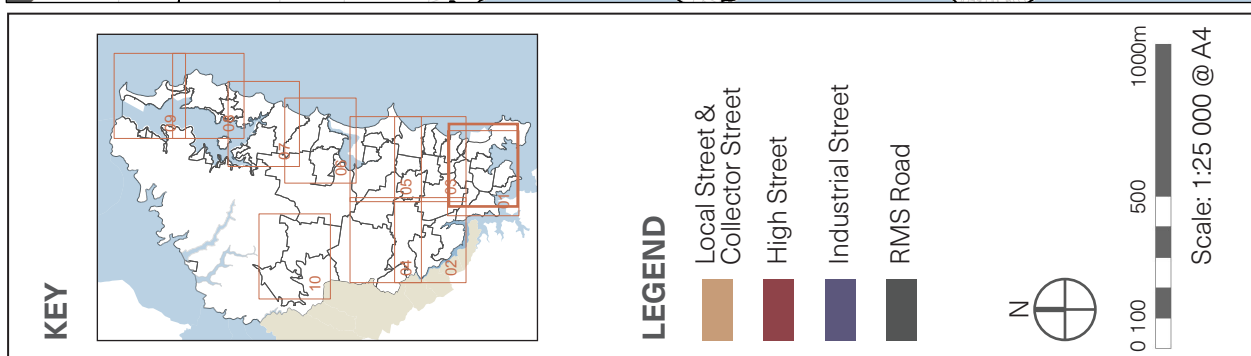 KEY
09
08
07
06
05
03
01
04
02
10
LEGEND
Local Street &
Collector Street
High Street
Industrial Street
RMS Road
N
0 100 500 1000m
Scale: 1:25 000 @ A4